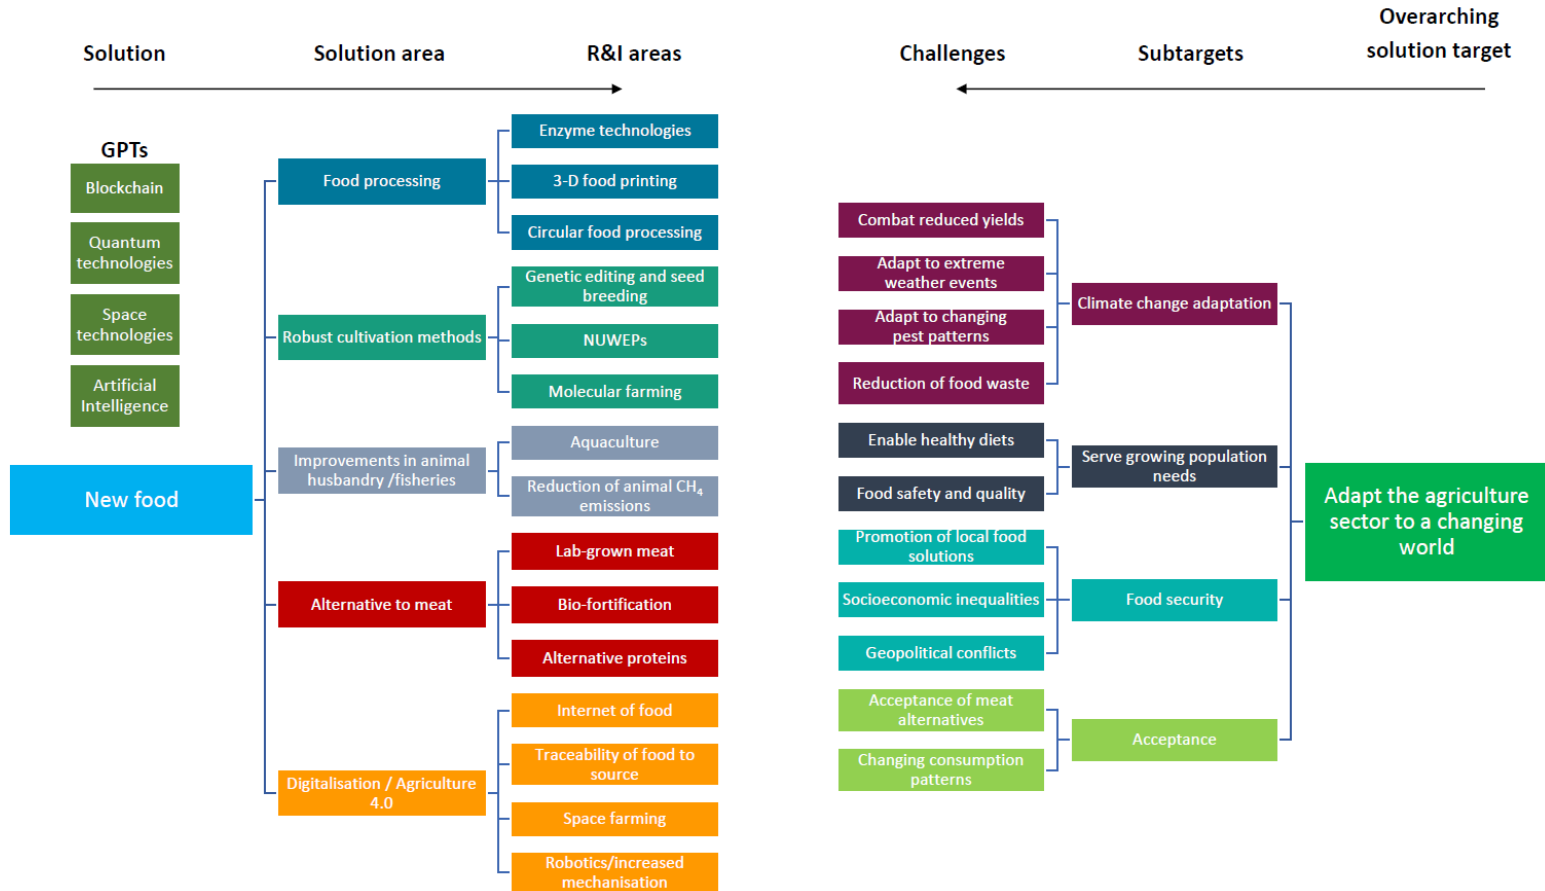 Solution
Solution area
R&I areas
Challenges
Subtargets
Overarching
solution target
GPTs
Blockchain
Quantum
technologies
Space
technologies
Artificial
Intelligence
New food
Food processing
Robust cultivation methods
Improvements in animal
husbandry /fisheries
Alternative to meat
Digitalisation / Agriculture
4.0
Enzyme technologies
3-D food printing
Circular food processing
Genetic editing and seed
breeding
NUWEPs
Molecular farming
Aquaculture
Reduction of animal CH₄
emissions
Lab-grown meat
Bio-fortification
Alternative proteins
Internet of food
Traceability of food to
source
Space farming
Robotics/increased
mechanisation
Combat reduced yields
Adapt to extreme
weather events
Adapt to changing
pest patterns
Reduction of food waste
Enable healthy diets
Food safety and quality
Promotion of local food
solutions
Socioeconomic inequalities
Geopolitical conflicts
Acceptance of meat
alternatives
Changing consumption
patterns
Climate change adaptation
Serve growing population
needs
Food security
Acceptance
Adapt the agriculture
sector to a changing
world